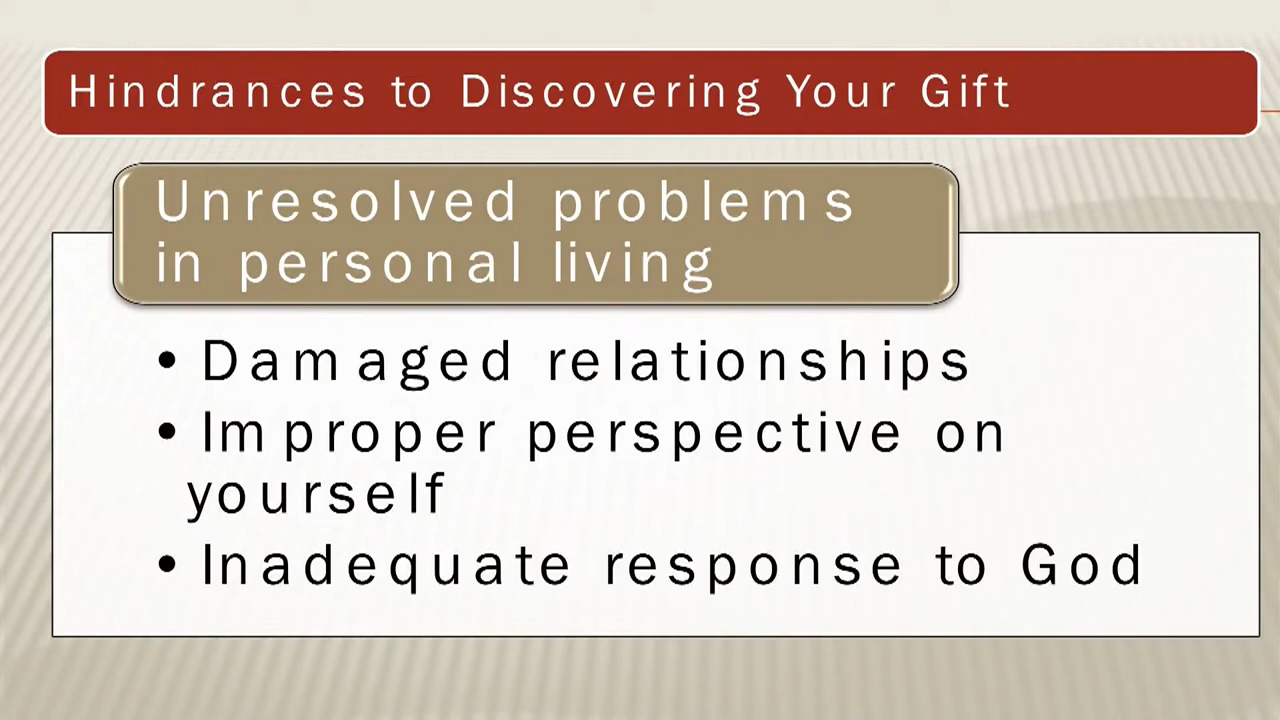 Hindrances to Discovering Your Gift
Unresolved problems
in personal living
• Damaged relationships
• Improper perspective on
yourself
• Inadequate response to God